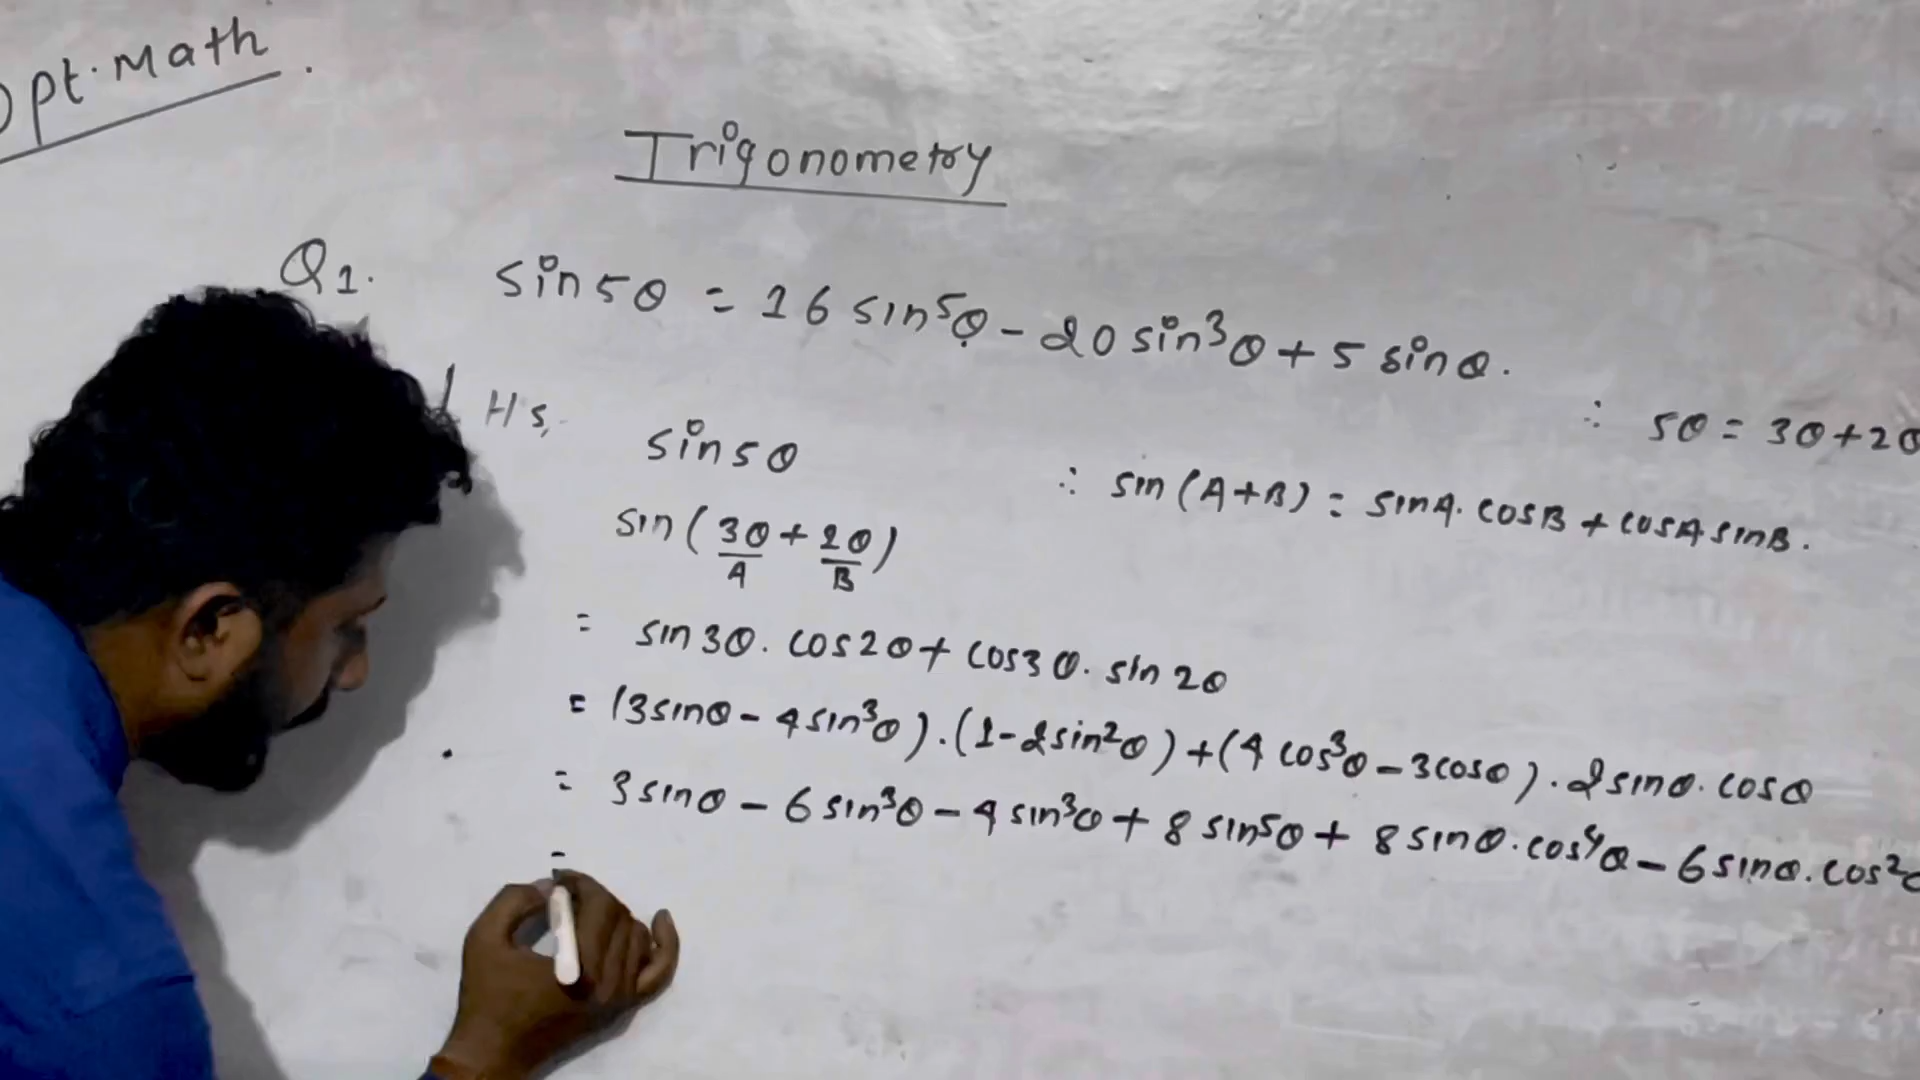 Opt. Math.
Trigonometry
Q1. sin5θ = 16 sin⁵θ - 20 sin³θ + 5 sinθ.
L Hs, sin5θ
∴ 5θ = 3θ+2θ
sin (3θ + 2θ)
A B
∴ sin (A+B) = sinA. cosB + cosA sinB.
= sin3θ. cos2θ + cos3θ. sin2θ
= (3sinθ - 4sin³θ).(1-2sin²θ)+(4cos³θ-3cosθ).2sinθ.cosθ
= 3sinθ - 6sin³θ - 4sin³θ + 8sin⁵θ + 8sinθ.cos⁴θ - 6sinθ.cos²θ
=